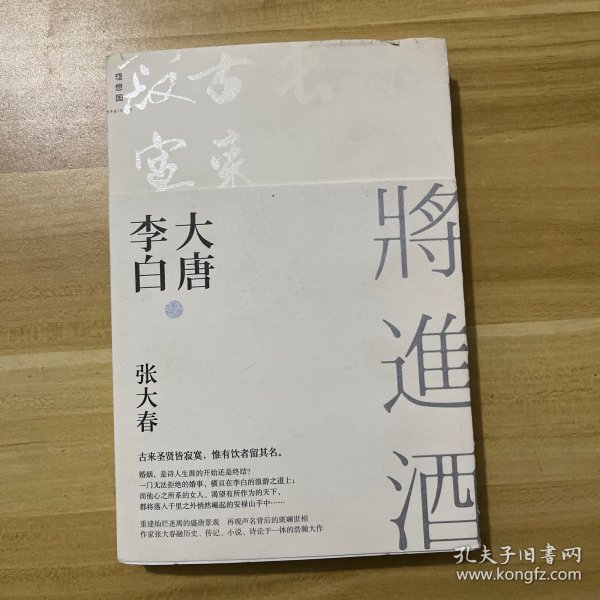 理想国
古来
寂寞
將進酒
大唐
李白
张大春
古来圣贤皆寂寞，惟有饮者留其名。
婚姻，是诗人生涯的开始还是终结？
一门无法拒绝的婚事，横亘在李白的浪游之道上；
而他心之所系的女人、渴望有所作为的天下，
都将落入千里之外悄然崛起的安禄山手中……
重建灿烂迷离的盛唐景观 再现声名背后的斑斓世相
作家张大春融历史、传记、小说、诗论于一体的浩瀚大作
孔夫子旧書网
www.kongfz.com